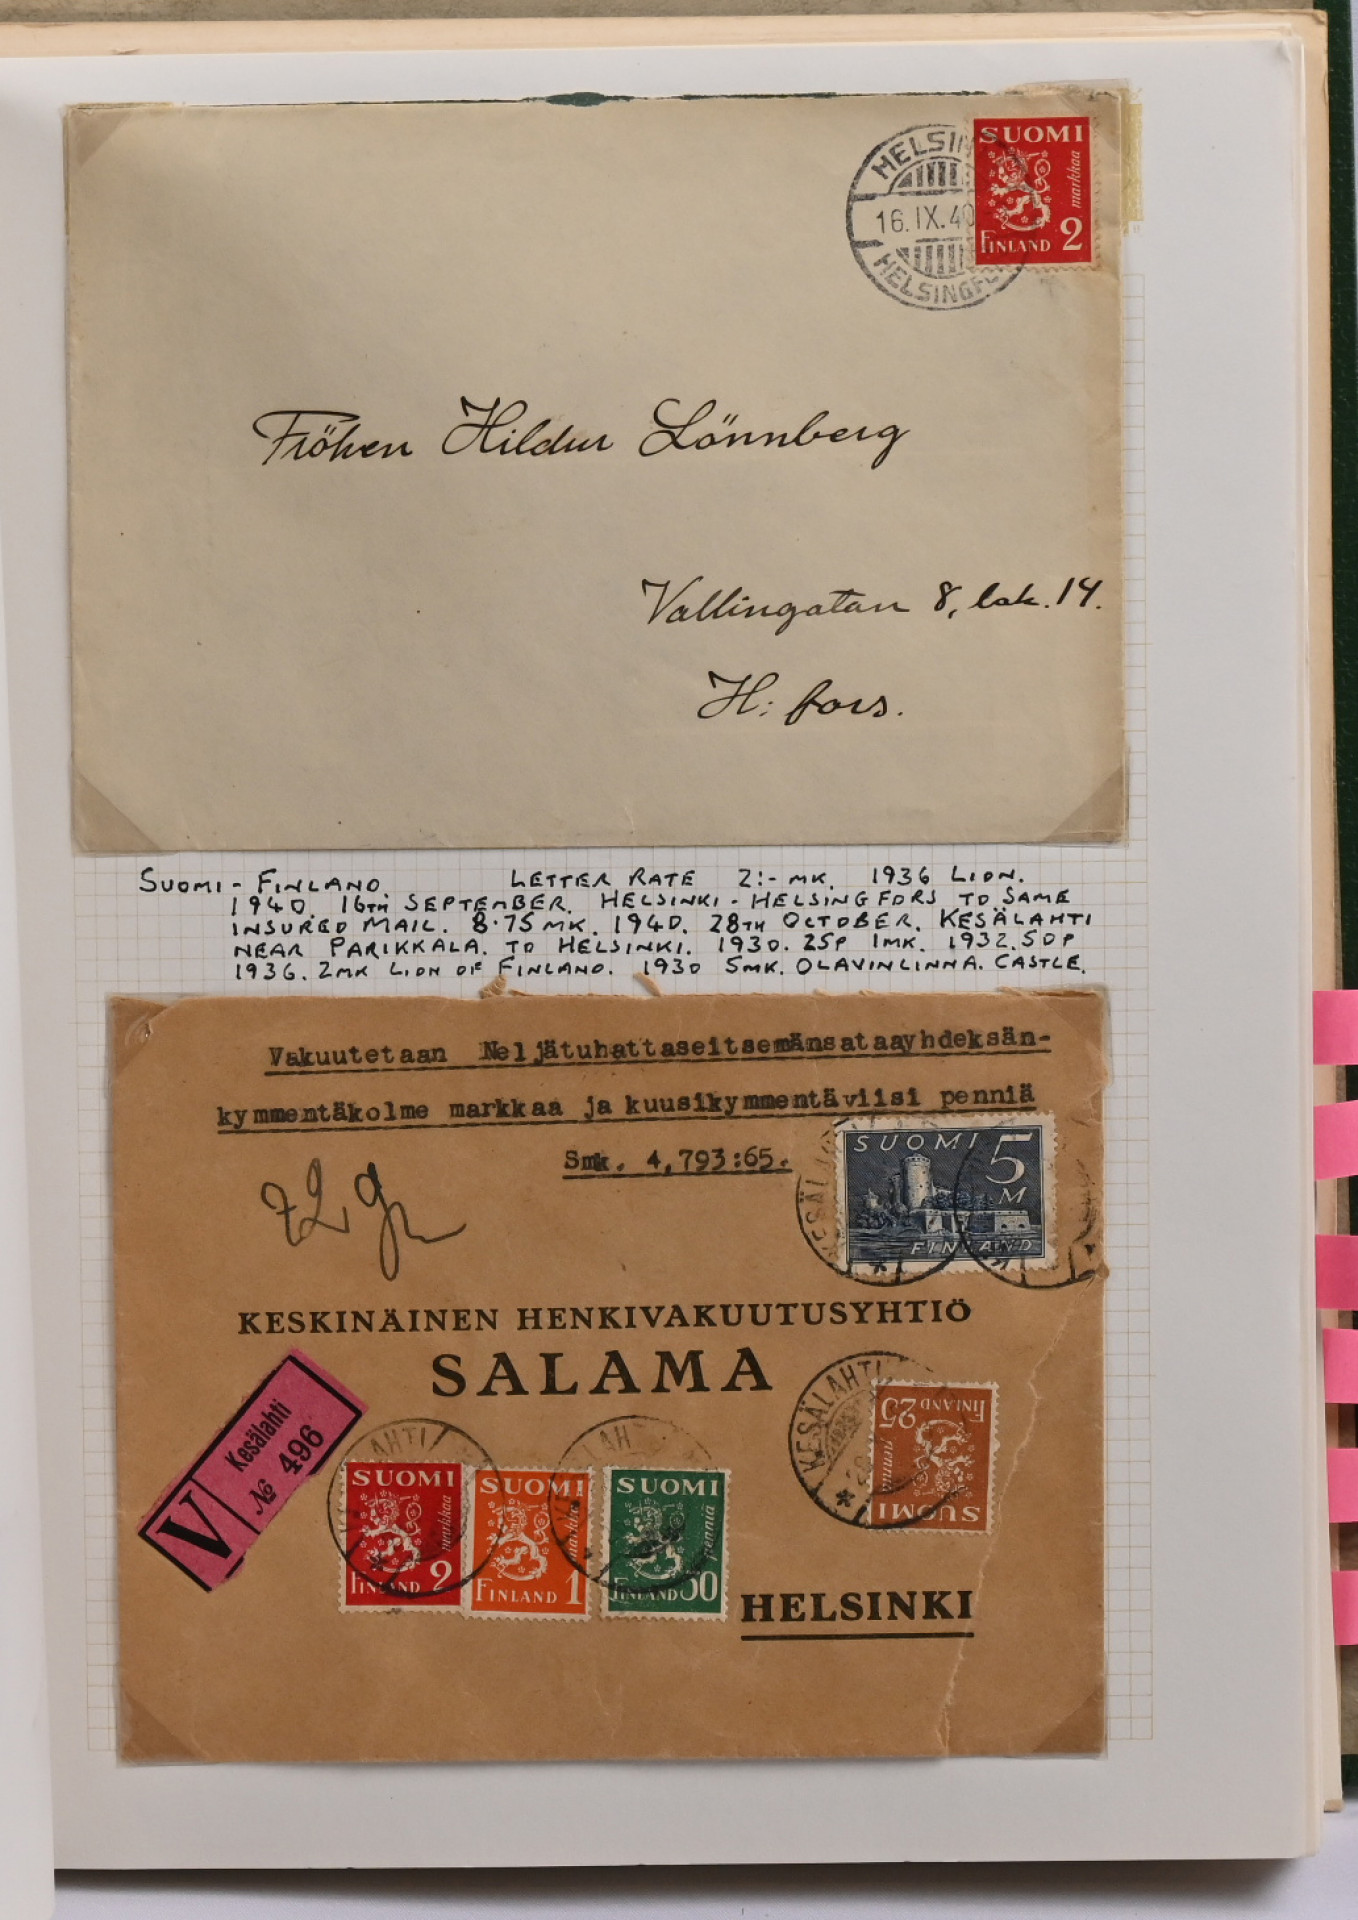 HELSIN
16.IX.40
HELSINGF
SUOMI
markkaa
FINLAND 2
Fröken Hildur Lönnberg
Vallingatan 8, lok. 14.
H:fors.
SUOMI - FINLAND. LETTER RATE 2:- MK. 1936 LION.
1940. 16TH SEPTEMBER. HELSINKI - HELSINGFORS TO SAME
INSURED MAIL. 8.75 MK. 1940. 28TH OCTOBER. KESÄLAHTI
NEAR PARIKKALA. TO HELSINKI. 1930. 25P 1MK. 1932. 50P
1936. 2MK LION OF FINLAND. 1930 5MK. OLAVINLINNA. CASTLE.
Vakuutetaan Neljätuhattaseitsemänsataayhdeksän-
kymmentäkolme markkaa ja kuusikymmentäviisi penniä
Smk. 4,793:65.
72 gr
SUOMI 5
M
FINLAND
KESÄLAHTI
KESKINÄINEN HENKIVAKUUTUSYHTIÖ
SALAMA
V
Kesälahti
№ 496
KESÄLAHTI
SUOMI
markkaa
FINLAND 2
SUOMI
markkaa
FINLAND 1
SUOMI
penniä
FINLAND 50
SUOMI
penniä
FINLAND 25
HELSINKI